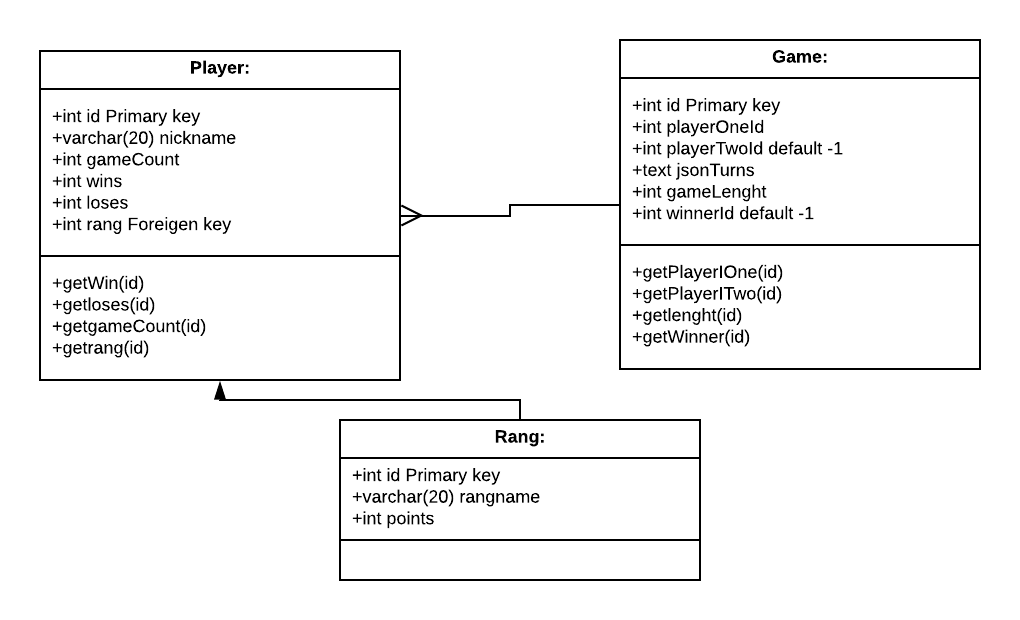 Player:
+int id Primary key
+varchar(20) nickname
+int gameCount
+int wins
+int loses
+int rang Foreigen key
+getWin(id)
+getloses(id)
+getgameCount(id)
+getrang(id)
Game:
+int id Primary key
+int playerOneId
+int playerTwoId default -1
+text jsonTurns
+int gameLenght
+int winnerId default -1
+getPlayerIOne(id)
+getPlayerITwo(id)
+getlenght(id)
+getWinner(id)
Rang:
+int id Primary key
+varchar(20) rangname
+int points